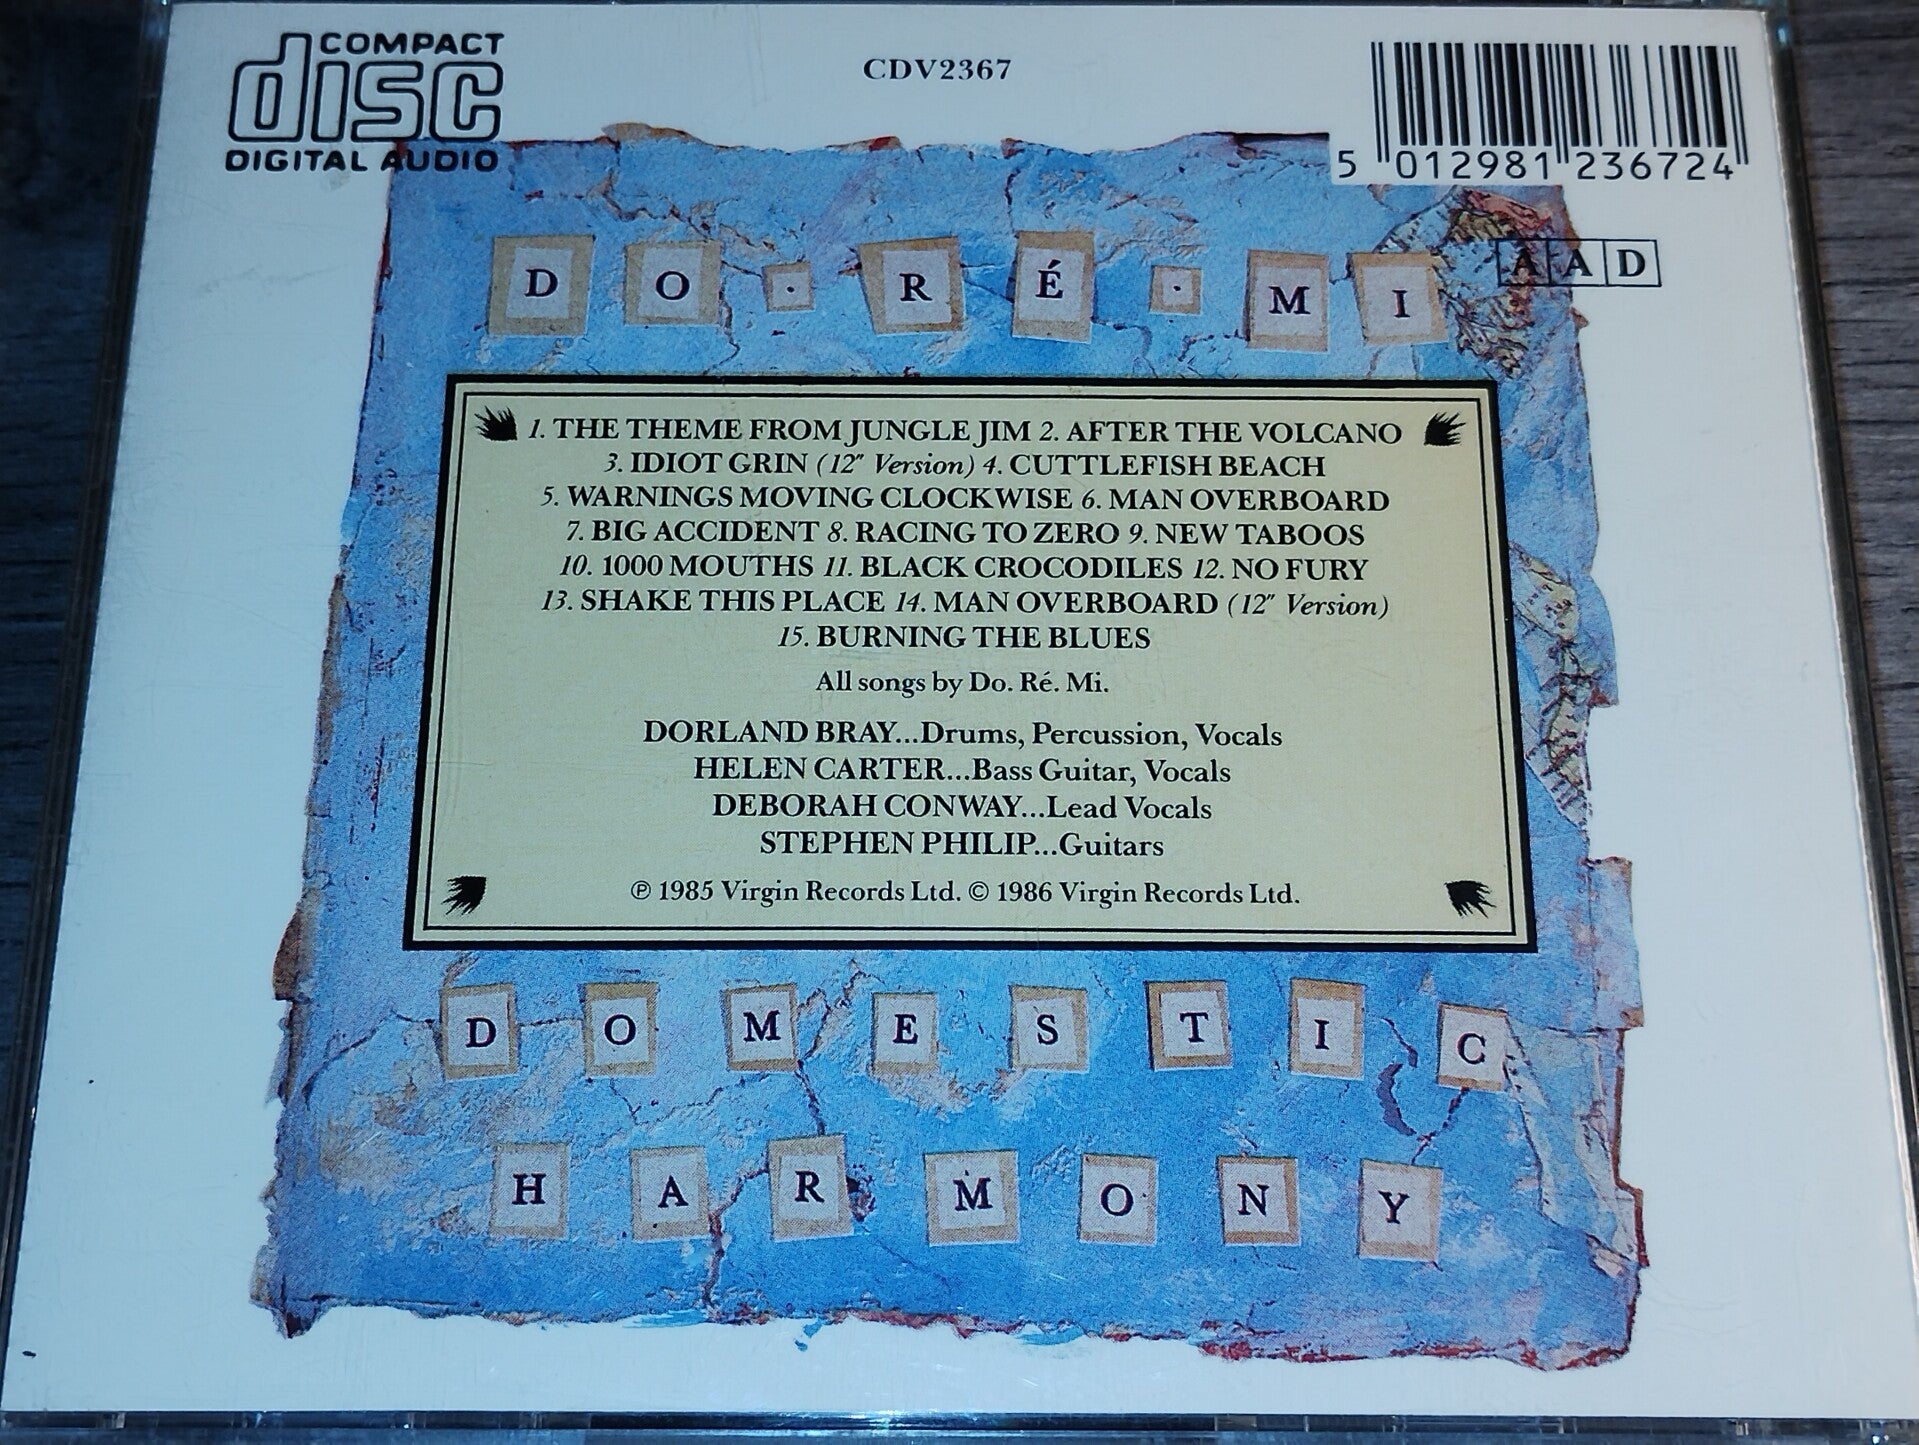 COMPACT
disc
DIGITAL AUDIO
CDV2367
5 012981 236724
DO·RÉ·MI
AAD
1. THE THEME FROM JUNGLE JIM 2. AFTER THE VOLCANO
3. IDIOT GRIN (12″ Version) 4. CUTTLEFISH BEACH
5. WARNINGS MOVING CLOCKWISE 6. MAN OVERBOARD
7. BIG ACCIDENT 8. RACING TO ZERO 9. NEW TABOOS
10. 1000 MOUTHS 11. BLACK CROCODILES 12. NO FURY
13. SHAKE THIS PLACE 14. MAN OVERBOARD (12″ Version)
15. BURNING THE BLUES
All songs by Do. Ré. Mi.
DORLAND BRAY...Drums, Percussion, Vocals
HELEN CARTER...Bass Guitar, Vocals
DEBORAH CONWAY...Lead Vocals
STEPHEN PHILIP...Guitars
℗ 1985 Virgin Records Ltd. © 1986 Virgin Records Ltd.
DOMESTIC
HARMONY